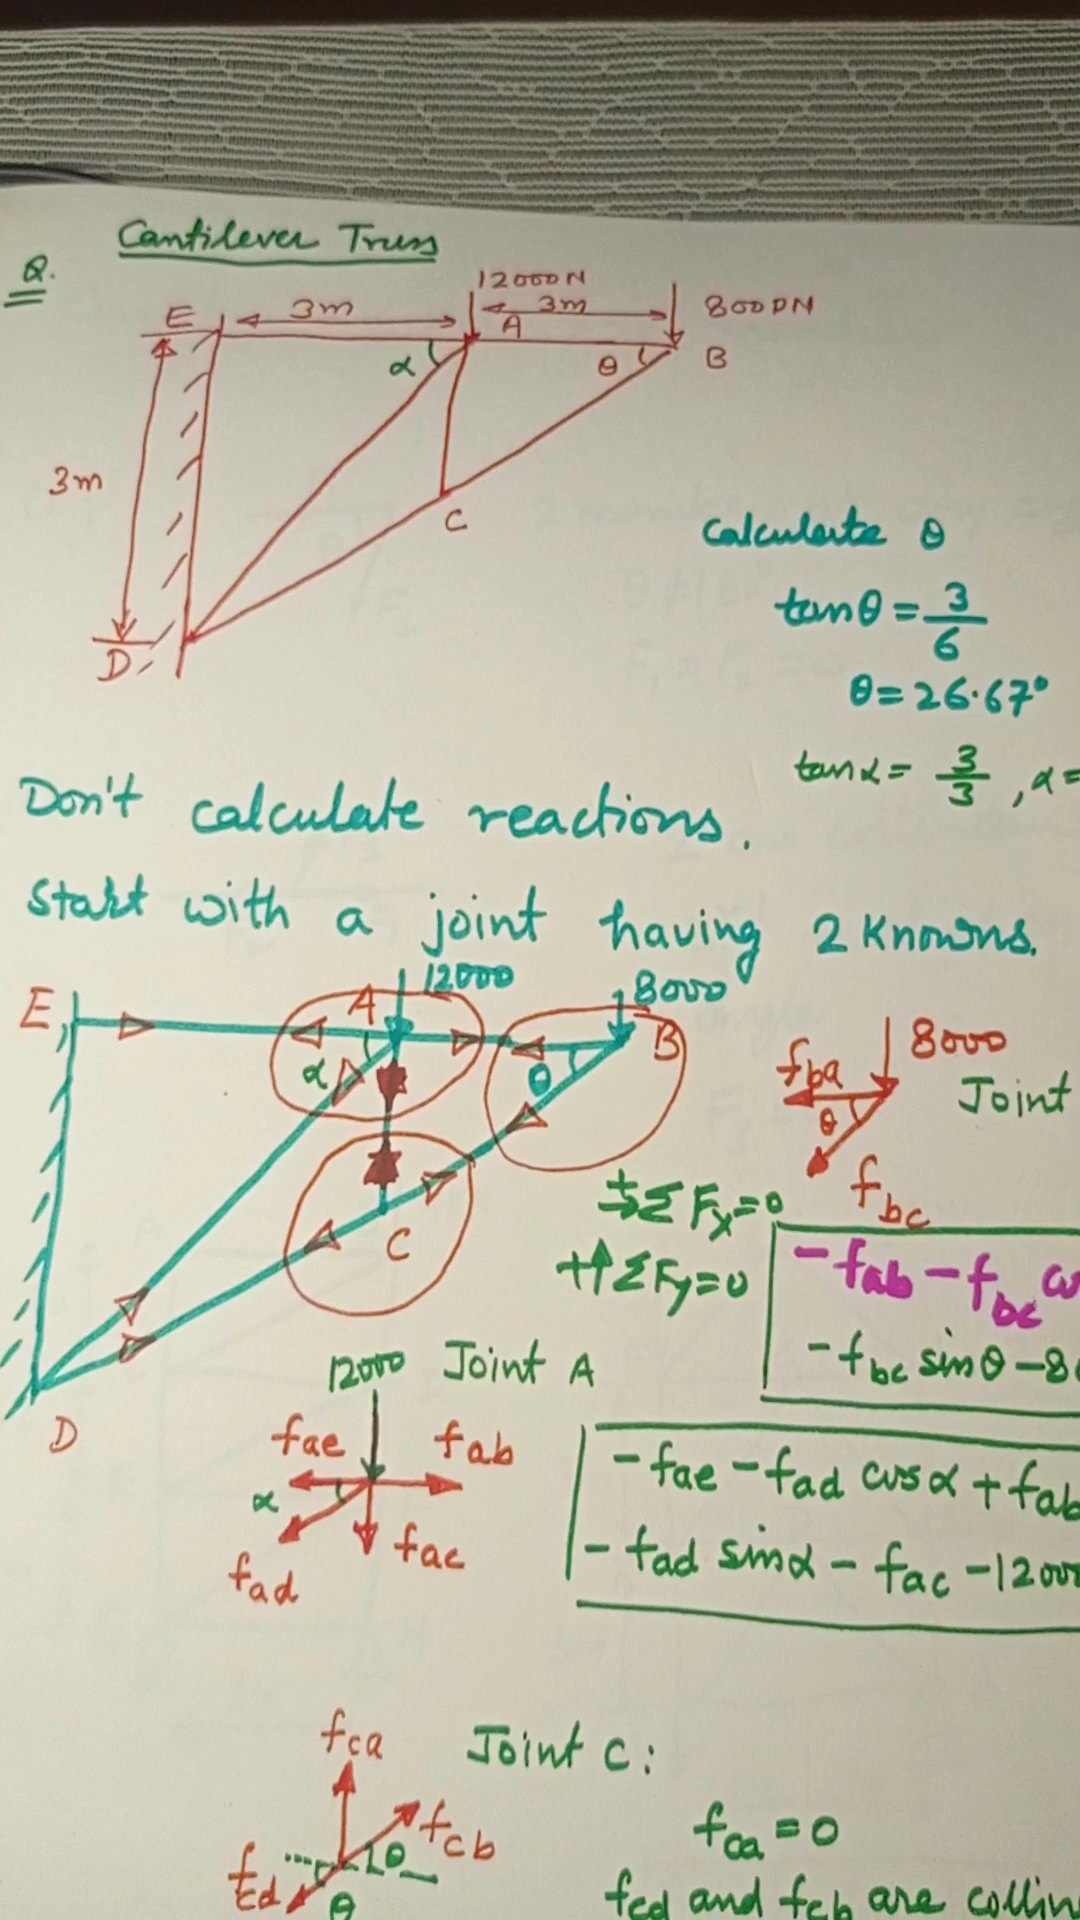 Cantilever Truss
Q.
12000N
E 3m 3m 800DN
A
α θ B
3m
C
D
Calculate θ
tanθ = 3/6
θ = 26.67°
tanα = 3/3 , α =
Don't calculate reactions.
Start with a joint having 2 Knowns.
12000 8000
E A B
α θ
C
D
8000
fba Joint
θ
fbc
+ΣFx=0
+↑ΣFy=0
-fab - fbc cos
-fbc sinθ - 80
12000 Joint A
fae fab
α
fad fac
-fae - fad cosα + fab
- fad sinα - fac - 12000
fca Joint C:
fcb
θ
fcd θ
fca = 0
fcd and fcb are collin